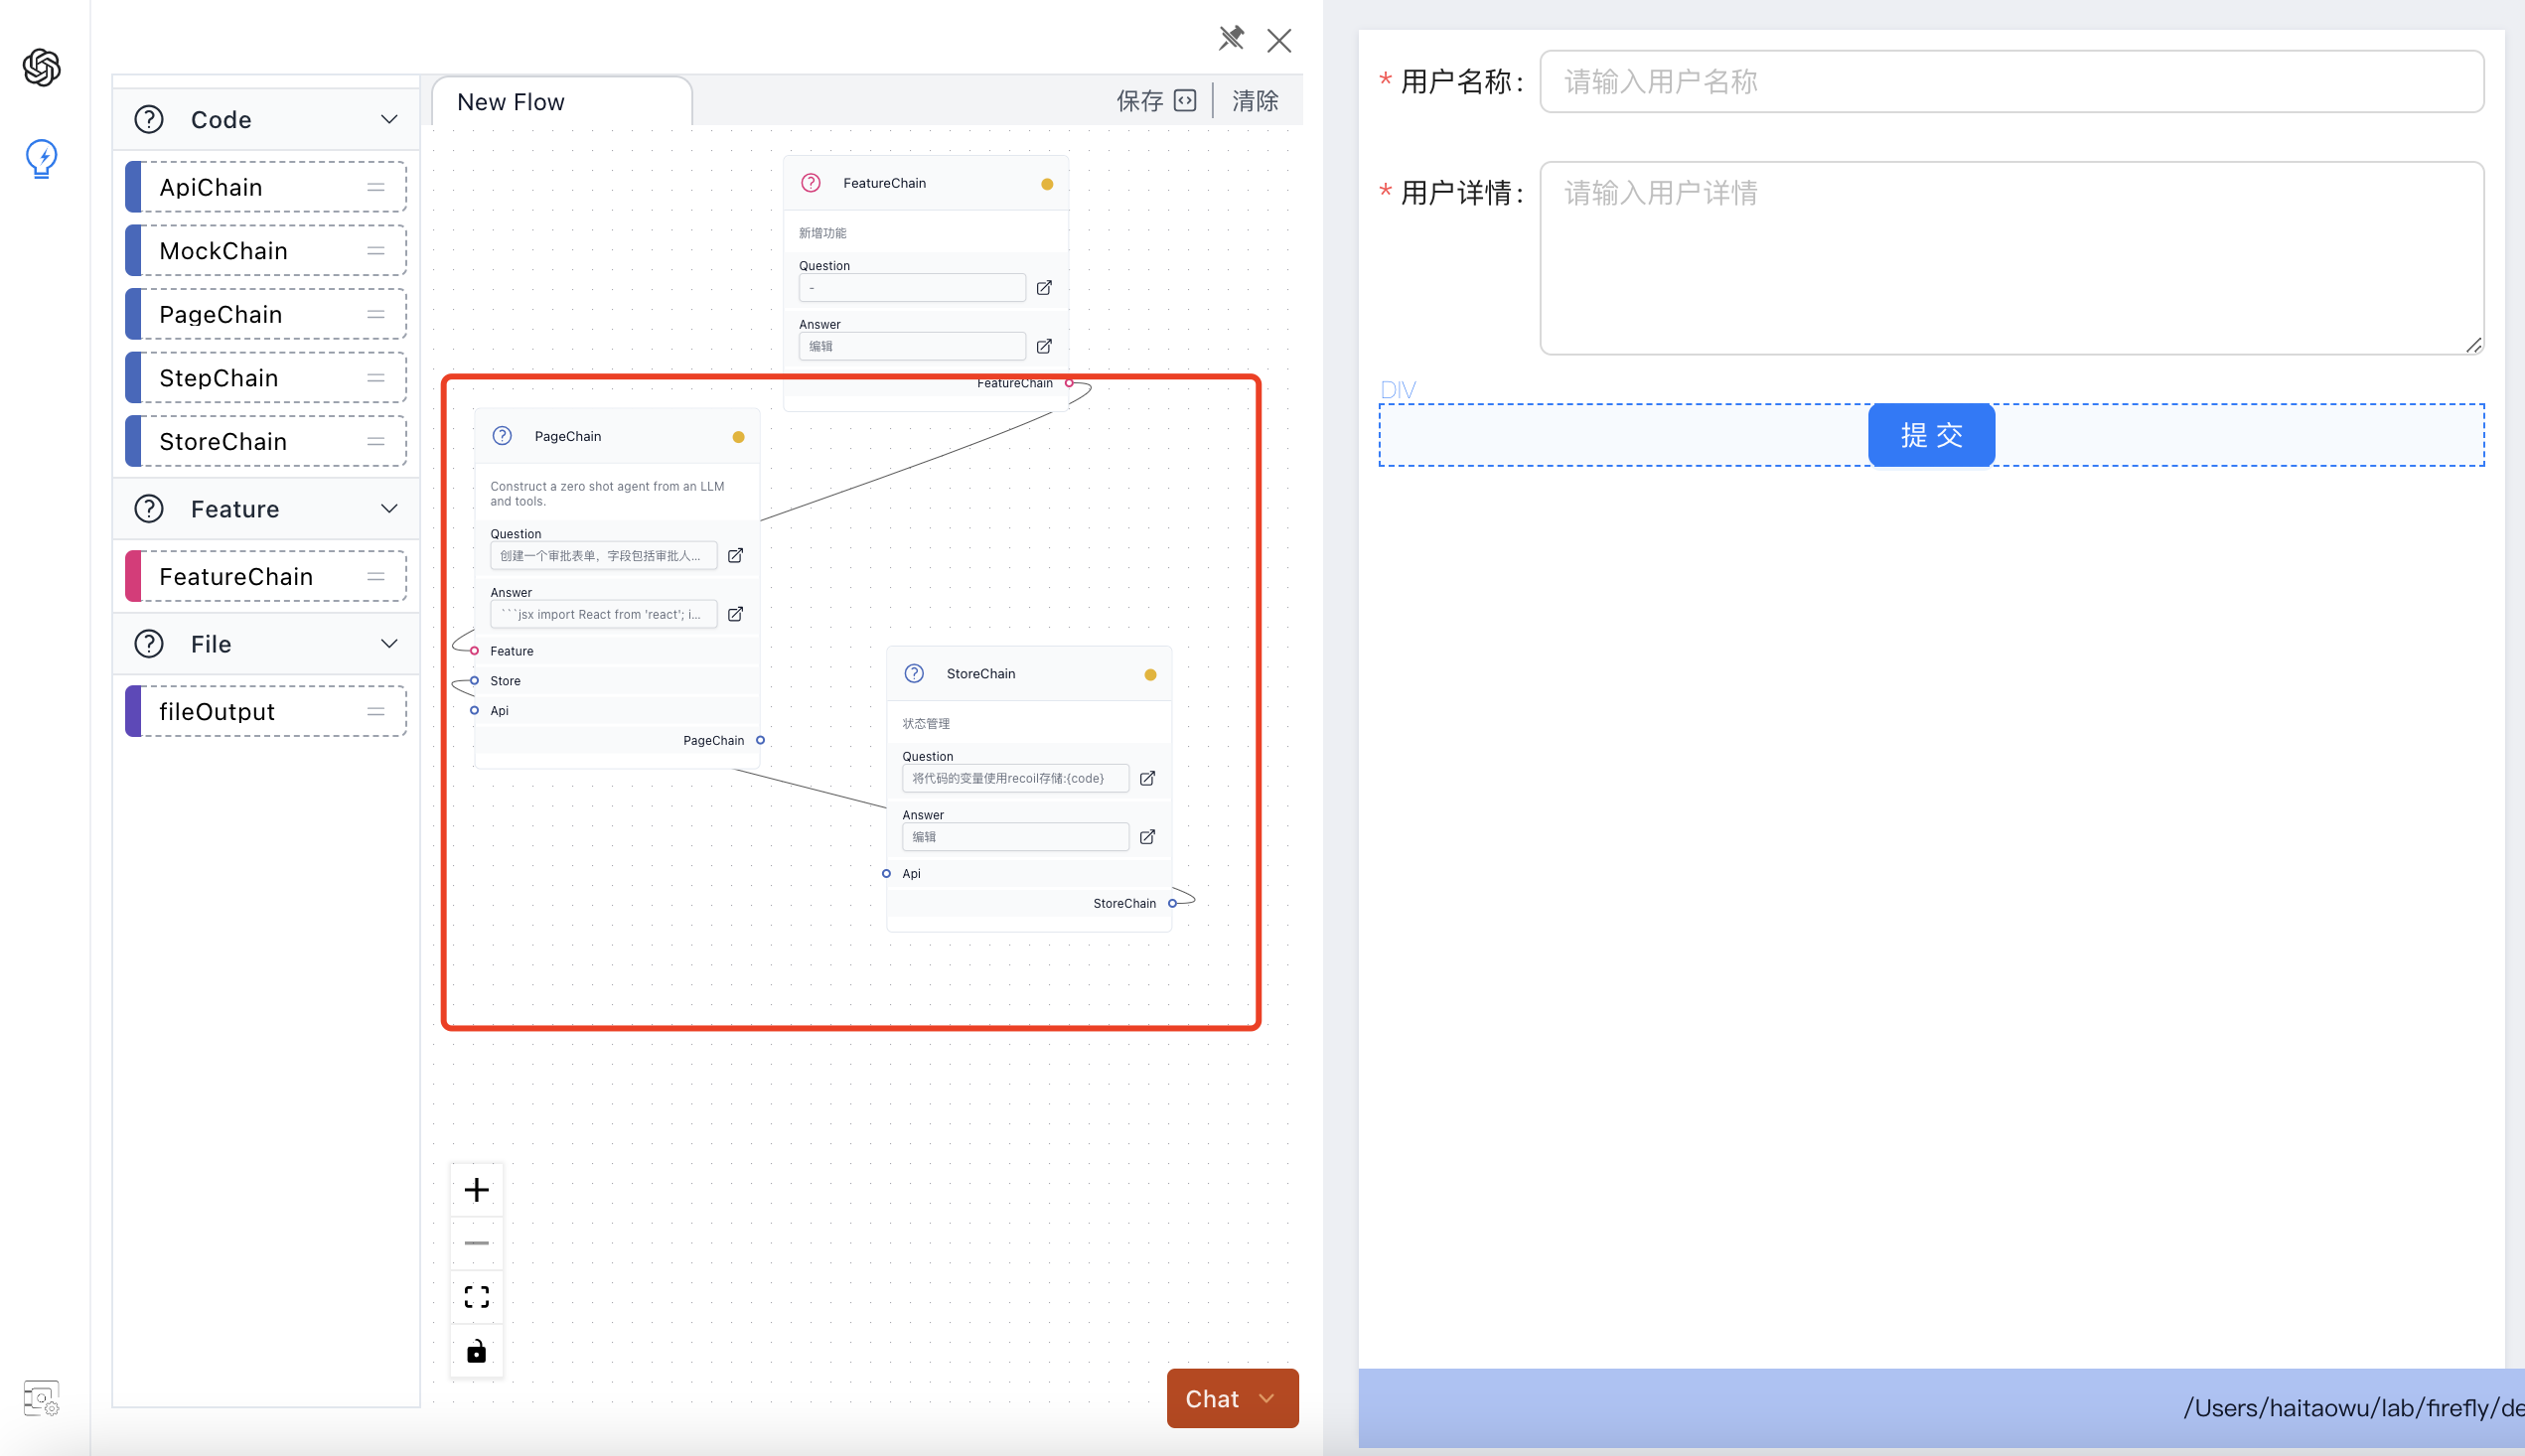 Code
ApiChain
MockChain
PageChain
StepChain
StoreChain
Feature
FeatureChain
File
fileOutput
New Flow
保存
清除
FeatureChain
新增功能
Question
-
Answer
编辑
FeatureChain
PageChain
Construct a zero shot agent from an LLM
and tools.
Question
创建一个审批表单，字段包括审批人...
Answer
```jsx import React from 'react'; i...
Feature
Store
Api
PageChain
StoreChain
状态管理
Question
将代码的变量使用recoil存储:{code}
Answer
编辑
Api
StoreChain
Chat
* 用户名称:
请输入用户名称
* 用户详情:
请输入用户详情
DIV
提 交
/Users/haitaowu/lab/firefly/de